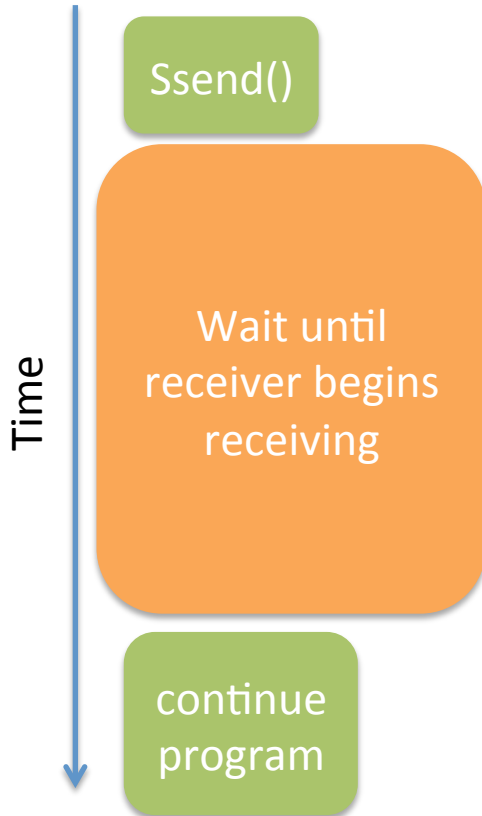 Ssend()
Wait until
receiver begins
receiving
Time
continue
program